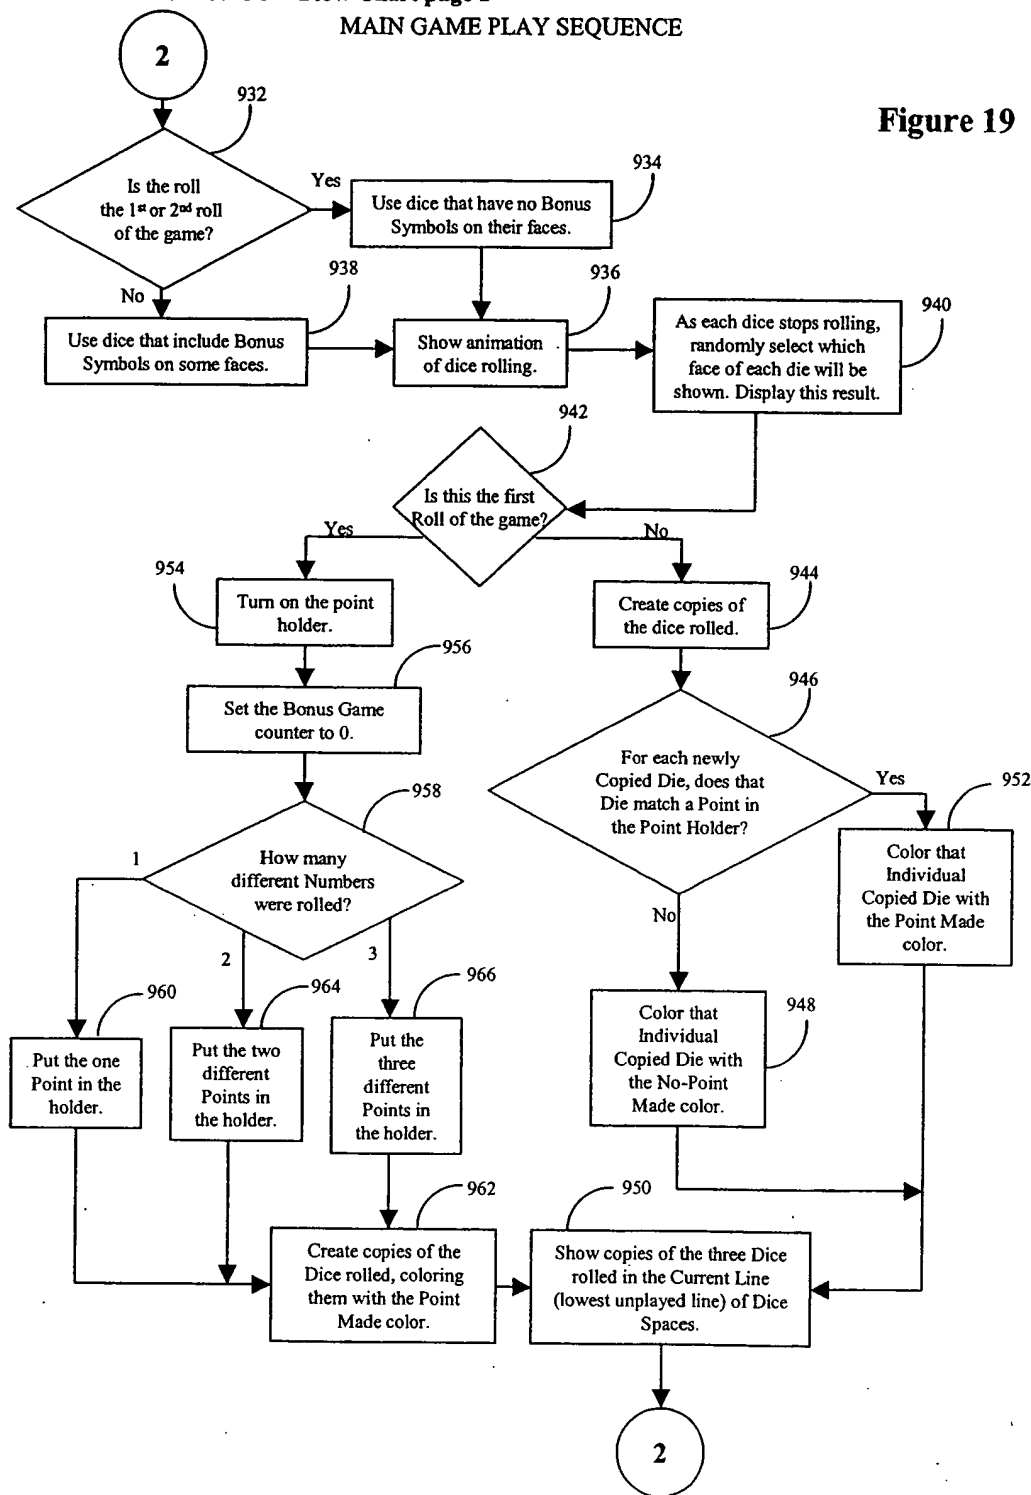 Chart page 2
MAIN GAME PLAY SEQUENCE
2
932
Figure 19
Is the roll
the 1st or 2nd roll
of the game?
Yes
934
Use dice that have no Bonus
Symbols on their faces.
No
938
Use dice that include Bonus
Symbols on some faces.
936
Show animation
of dice rolling.
940
As each dice stops rolling,
randomly select which
face of each die will be
shown. Display this result.
942
Is this the first
Roll of the game?
Yes
No
954
Turn on the point
holder.
944
Create copies of
the dice rolled.
956
Set the Bonus Game
counter to 0.
946
For each newly
Copied Die, does that
Die match a Point in
the Point Holder?
Yes
952
Color that
Individual
Copied Die with
the Point Made
color.
958
How many
different Numbers
were rolled?
1
2
3
No
948
Color that
Individual
Copied Die with
the No-Point
Made color.
960
Put the one
Point in the
holder.
964
Put the two
different
Points in
the holder.
966
Put the
three
different
Points in
the holder.
962
Create copies of the
Dice rolled, coloring
them with the Point
Made color.
950
Show copies of the three Dice
rolled in the Current Line
(lowest unplayed line) of Dice
Spaces.
2